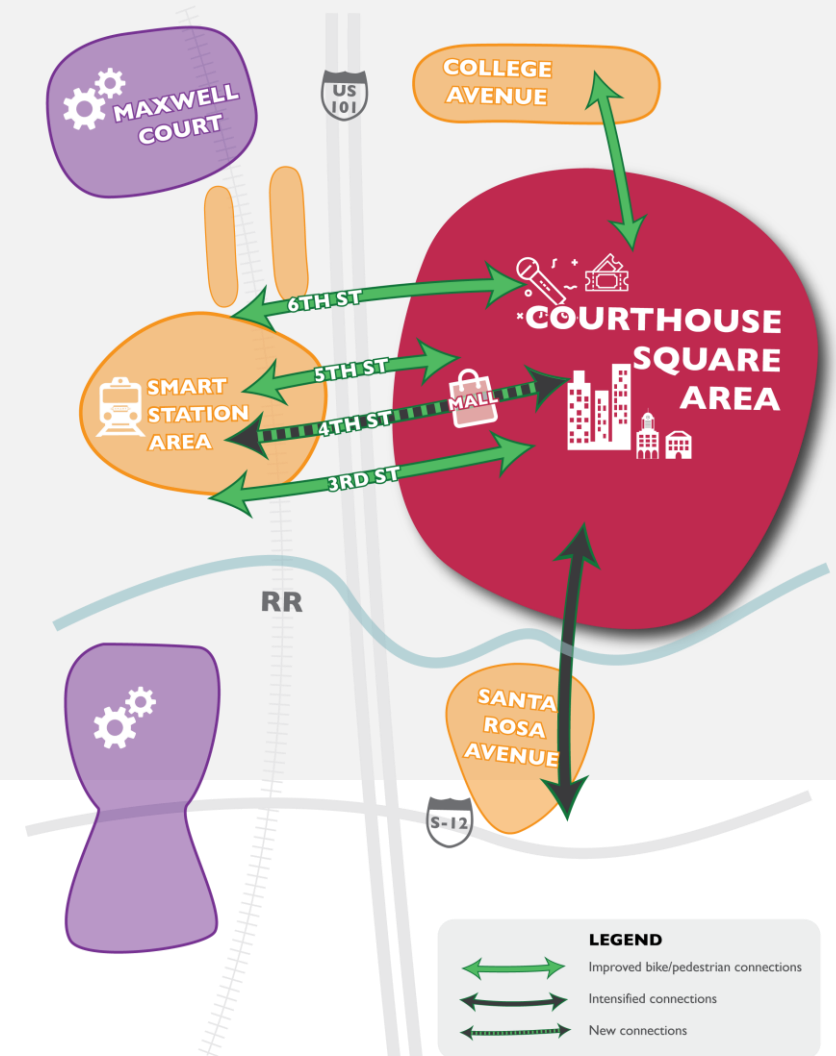 MAXWELL
COURT
US
101
COLLEGE
AVENUE
6TH ST
COURTHOUSE
SQUARE
AREA
5TH ST
SMART
STATION
AREA
MALL
4TH ST
3RD ST
RR
SANTA
ROSA
AVENUE
S-12
LEGEND
Improved bike/pedestrian connections
Intensified connections
New connections